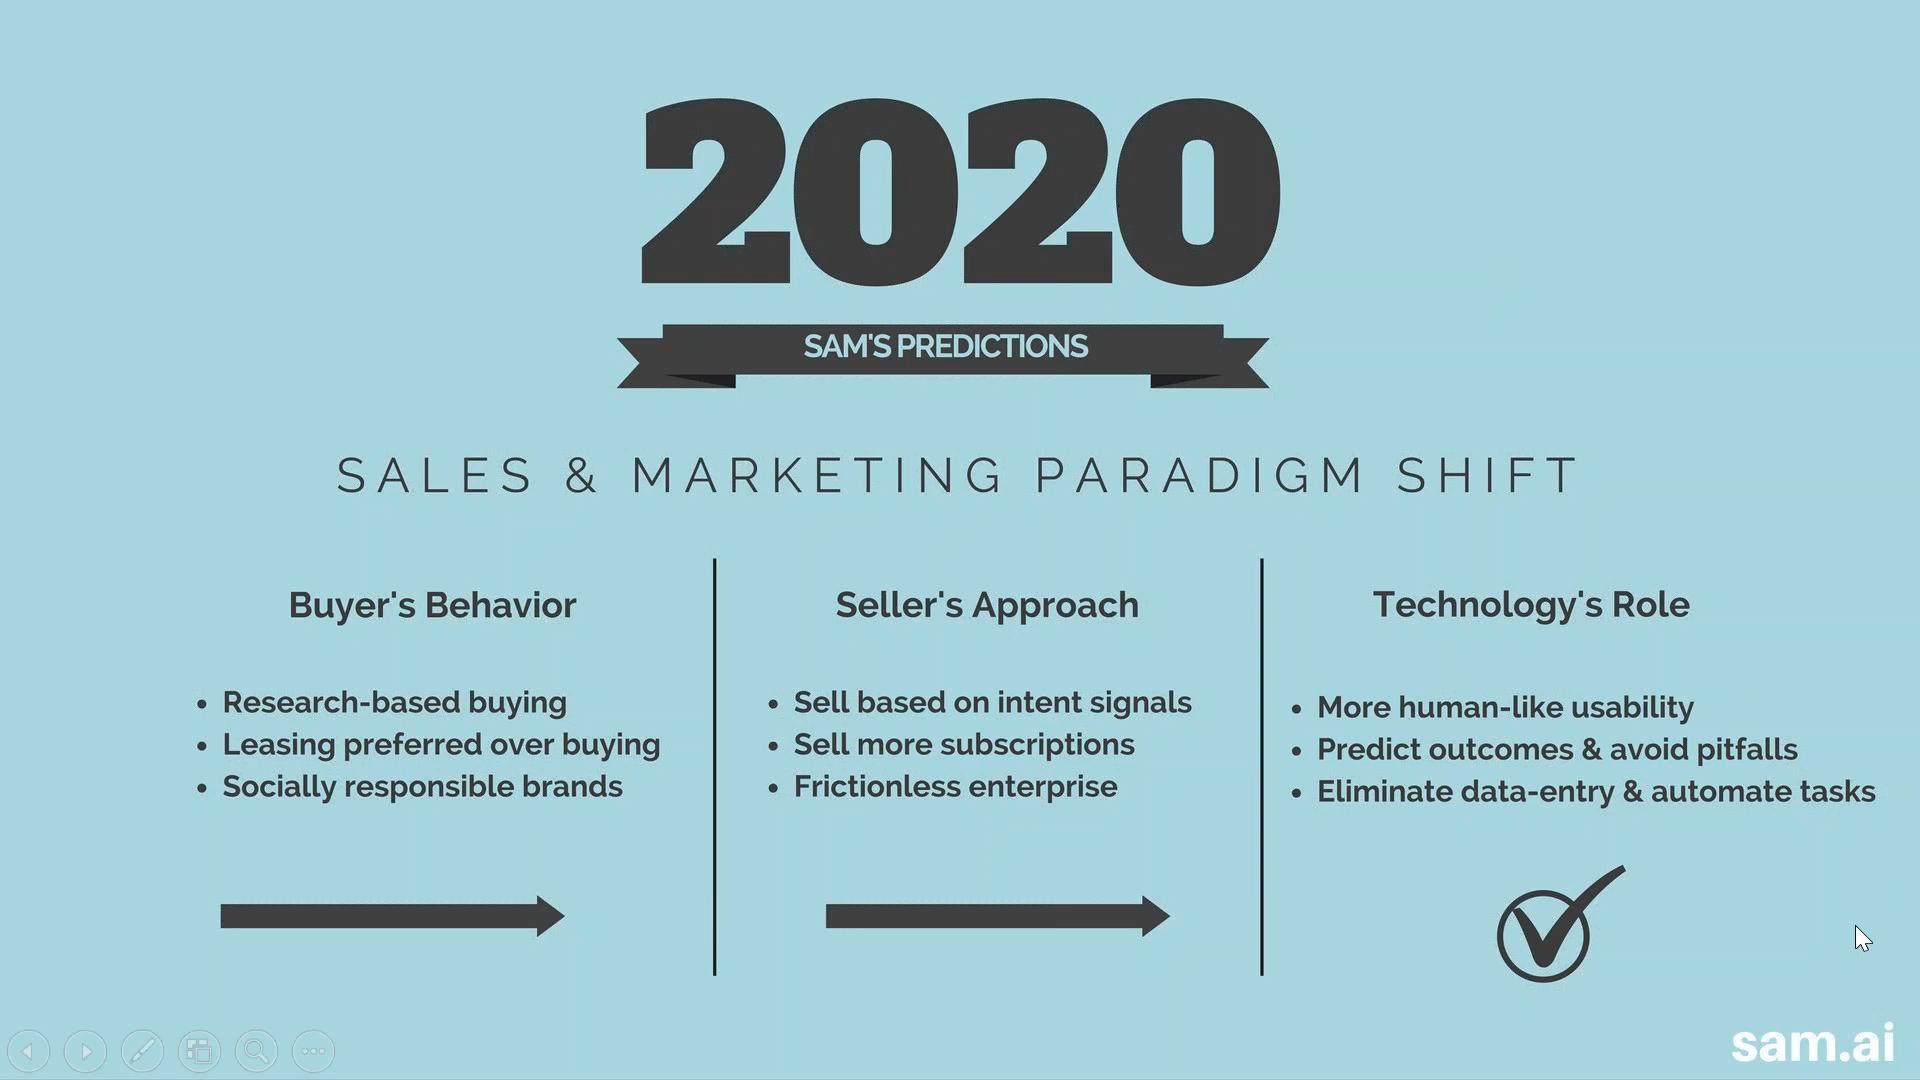 2020
SAM'S PREDICTIONS
SALES & MARKETING PARADIGM SHIFT
Buyer's Behavior
• Research-based buying
• Leasing preferred over buying
• Socially responsible brands
Seller's Approach
• Sell based on intent signals
• Sell more subscriptions
• Frictionless enterprise
Technology's Role
• More human-like usability
• Predict outcomes & avoid pitfalls
• Eliminate data-entry & automate tasks
sam.ai